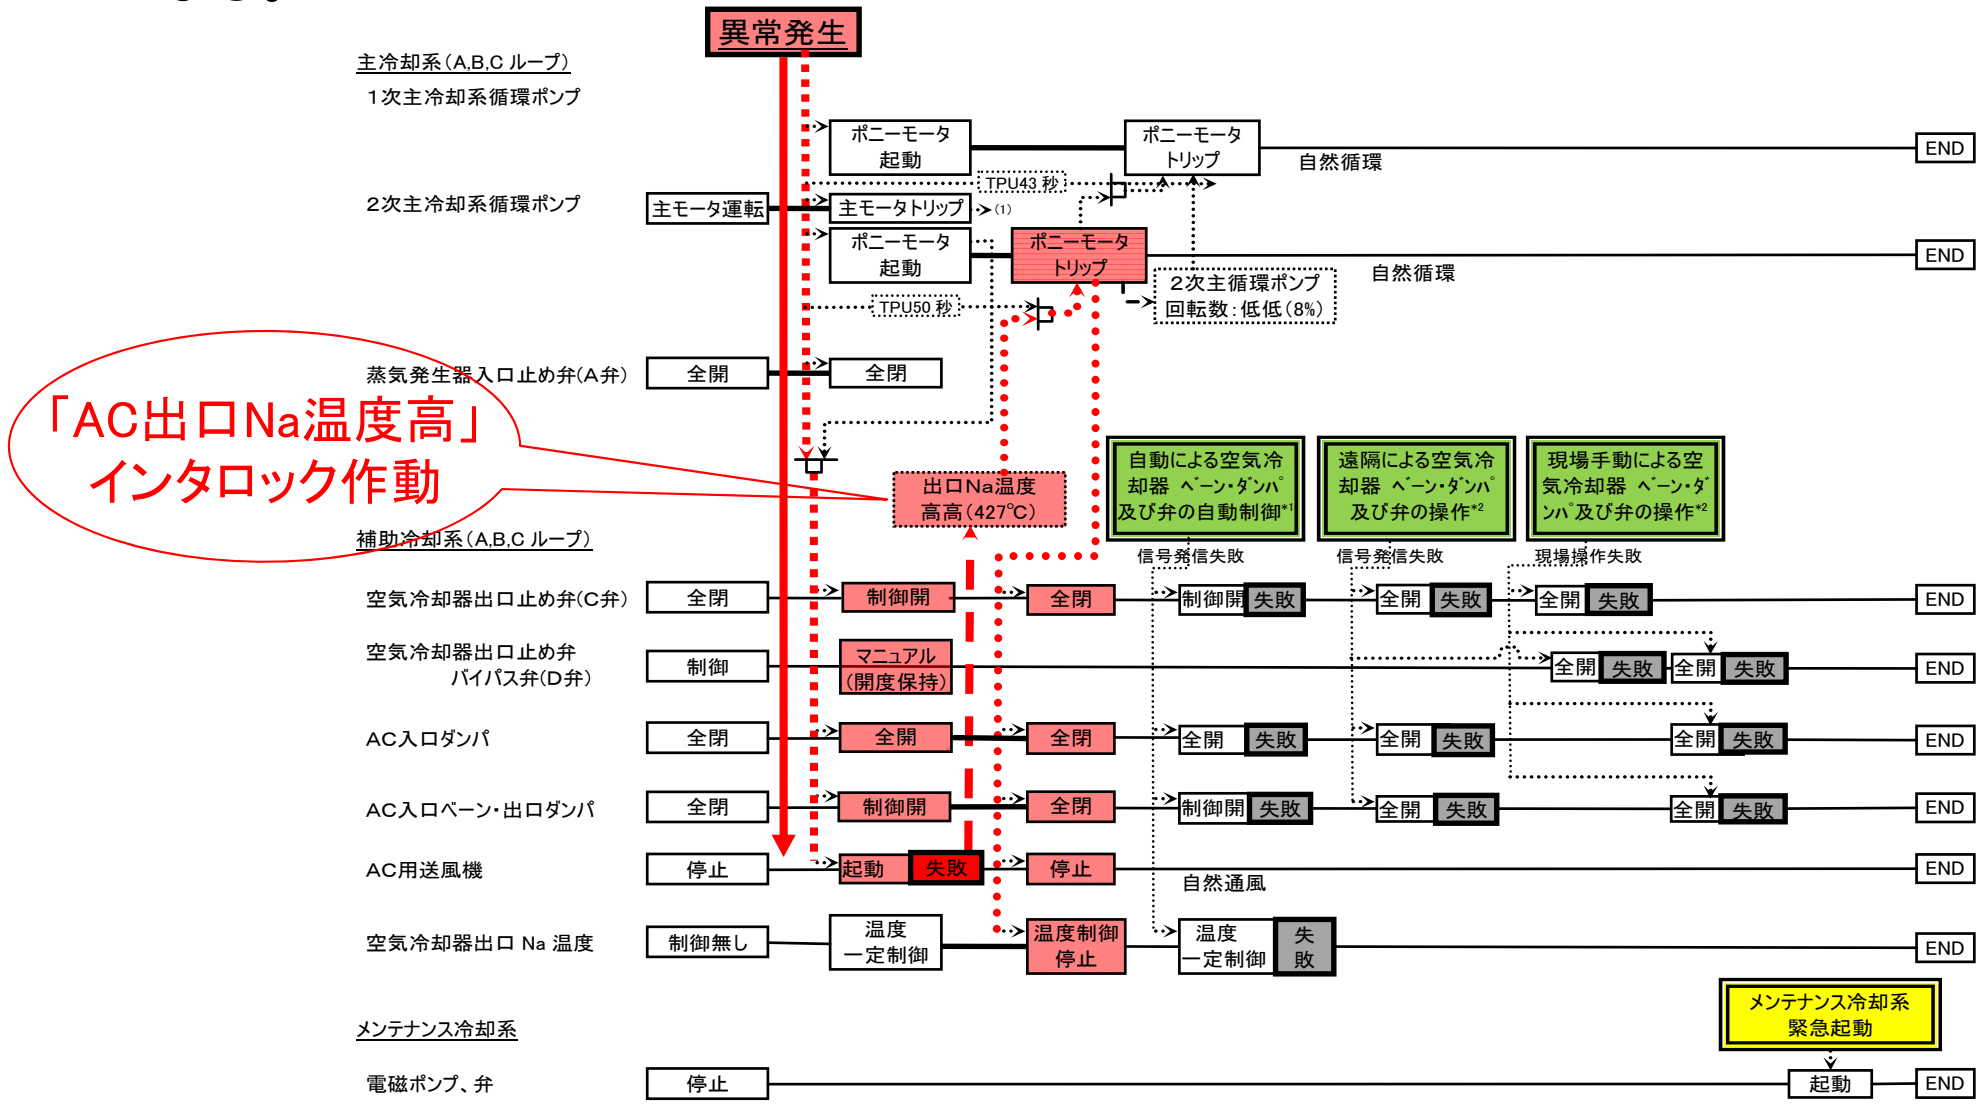 異常発生
主冷却系(A,B,C ループ)
1次主冷却系循環ポンプ
ポニーモータ
起動
ポニーモータ
トリップ
自然循環
END
TPU43 秒
2次主冷却系循環ポンプ
主モータ運転
主モータトリップ
(1)
ポニーモータ
起動
ポニーモータ
トリップ
自然循環
END
2次主循環ポンプ
回転数:低低(8%)
TPU50 秒
蒸気発生器入口止め弁(A弁)
全開
全閉
「AC出口Na温度高」
インタロック作動
出口Na温度
高高(427℃)
自動による空気冷
却器 ベーン・ダンパ
及び弁の自動制御*1
遠隔による空気冷
却器 ベーン・ダンパ
及び弁の操作*2
現場手動による空
気冷却器 ベーン・ダ
ンパ及び弁の操作*2
補助冷却系(A,B,C ループ)
信号発信失敗
信号発信失敗
現場操作失敗
空気冷却器出口止め弁(C弁)
全閉
制御開
全閉
制御開
失敗
全開
失敗
全開
失敗
END
空気冷却器出口止め弁
バイパス弁(D弁)
制御
マニュアル
(開度保持)
全開
失敗
全開
失敗
END
AC入口ダンパ
全閉
全開
全閉
全開
失敗
全開
失敗
全開
失敗
END
AC入口ベーン・出口ダンパ
全閉
制御開
全閉
制御開
失敗
全開
失敗
全開
失敗
END
AC用送風機
停止
起動
失敗
停止
自然通風
END
空気冷却器出口 Na 温度
制御無し
温度
一定制御
温度制御
停止
温度
一定制御
失
敗
END
メンテナンス冷却系
緊急起動
メンテナンス冷却系
電磁ポンプ、弁
停止
起動
END